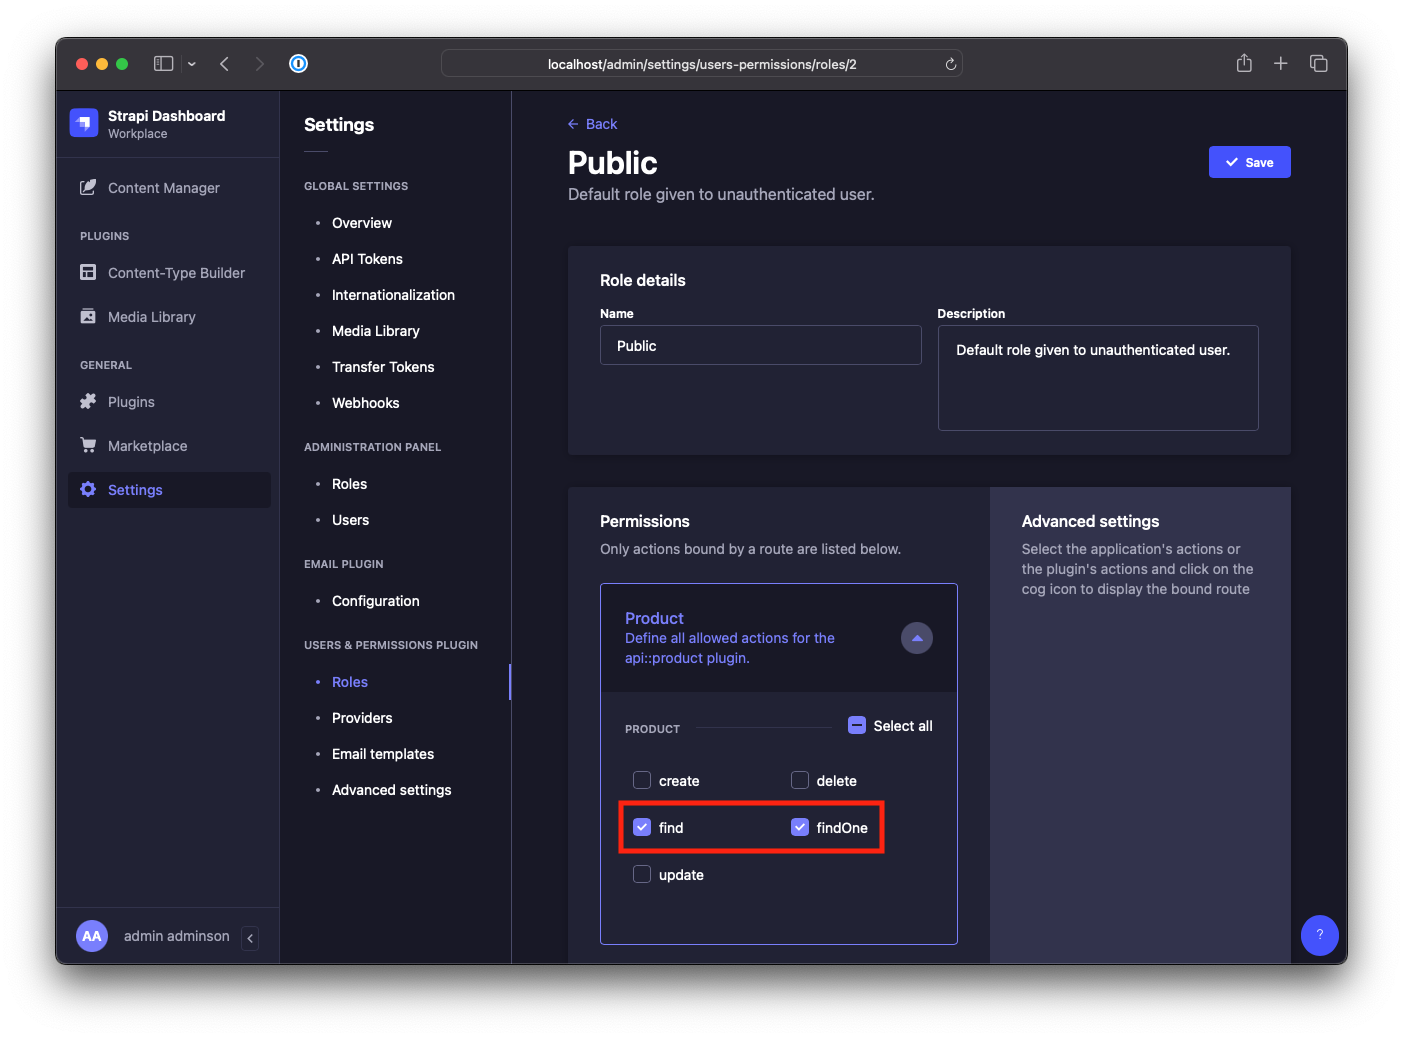 localhost/admin/settings/users-permissions/roles/2
Strapi Dashboard
Workplace
Content Manager
PLUGINS
Content-Type Builder
Media Library
GENERAL
Plugins
Marketplace
Settings
AA
admin adminson
Settings
GLOBAL SETTINGS
Overview
API Tokens
Internationalization
Media Library
Transfer Tokens
Webhooks
ADMINISTRATION PANEL
Roles
Users
EMAIL PLUGIN
Configuration
USERS & PERMISSIONS PLUGIN
Roles
Providers
Email templates
Advanced settings
Back
Public
Default role given to unauthenticated user.
Save
Role details
Name
Public
Description
Default role given to unauthenticated user.
Permissions
Only actions bound by a route are listed below.
Product
Define all allowed actions for the
api::product plugin.
PRODUCT
Select all
create
delete
find
findOne
update
Advanced settings
Select the application's actions or
the plugin's actions and click on the
cog icon to display the bound route
?